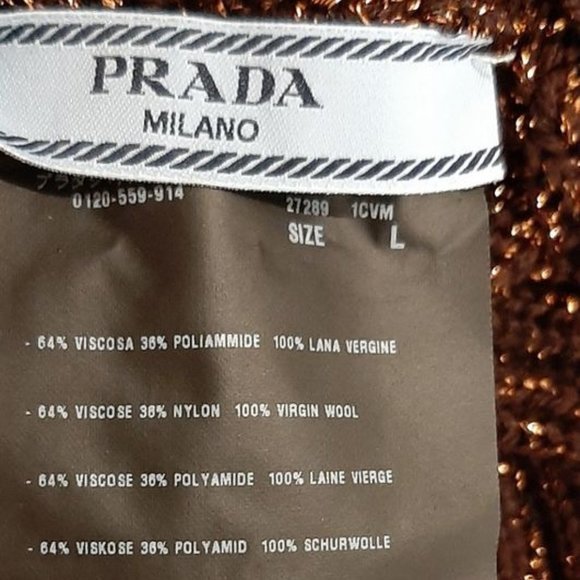 PRADA
MILANO
0120-559-914 27289 1CVM
SIZE L
- 64% VISCOSA 36% POLIAMMIDE 100% LANA VERGINE
- 64% VISCOSE 36% NYLON 100% VIRGIN WOOL
- 64% VISCOSE 36% POLYAMIDE 100% LAINE VIERGE
- 64% VISKOSE 36% POLYAMID 100% SCHURWOLLE